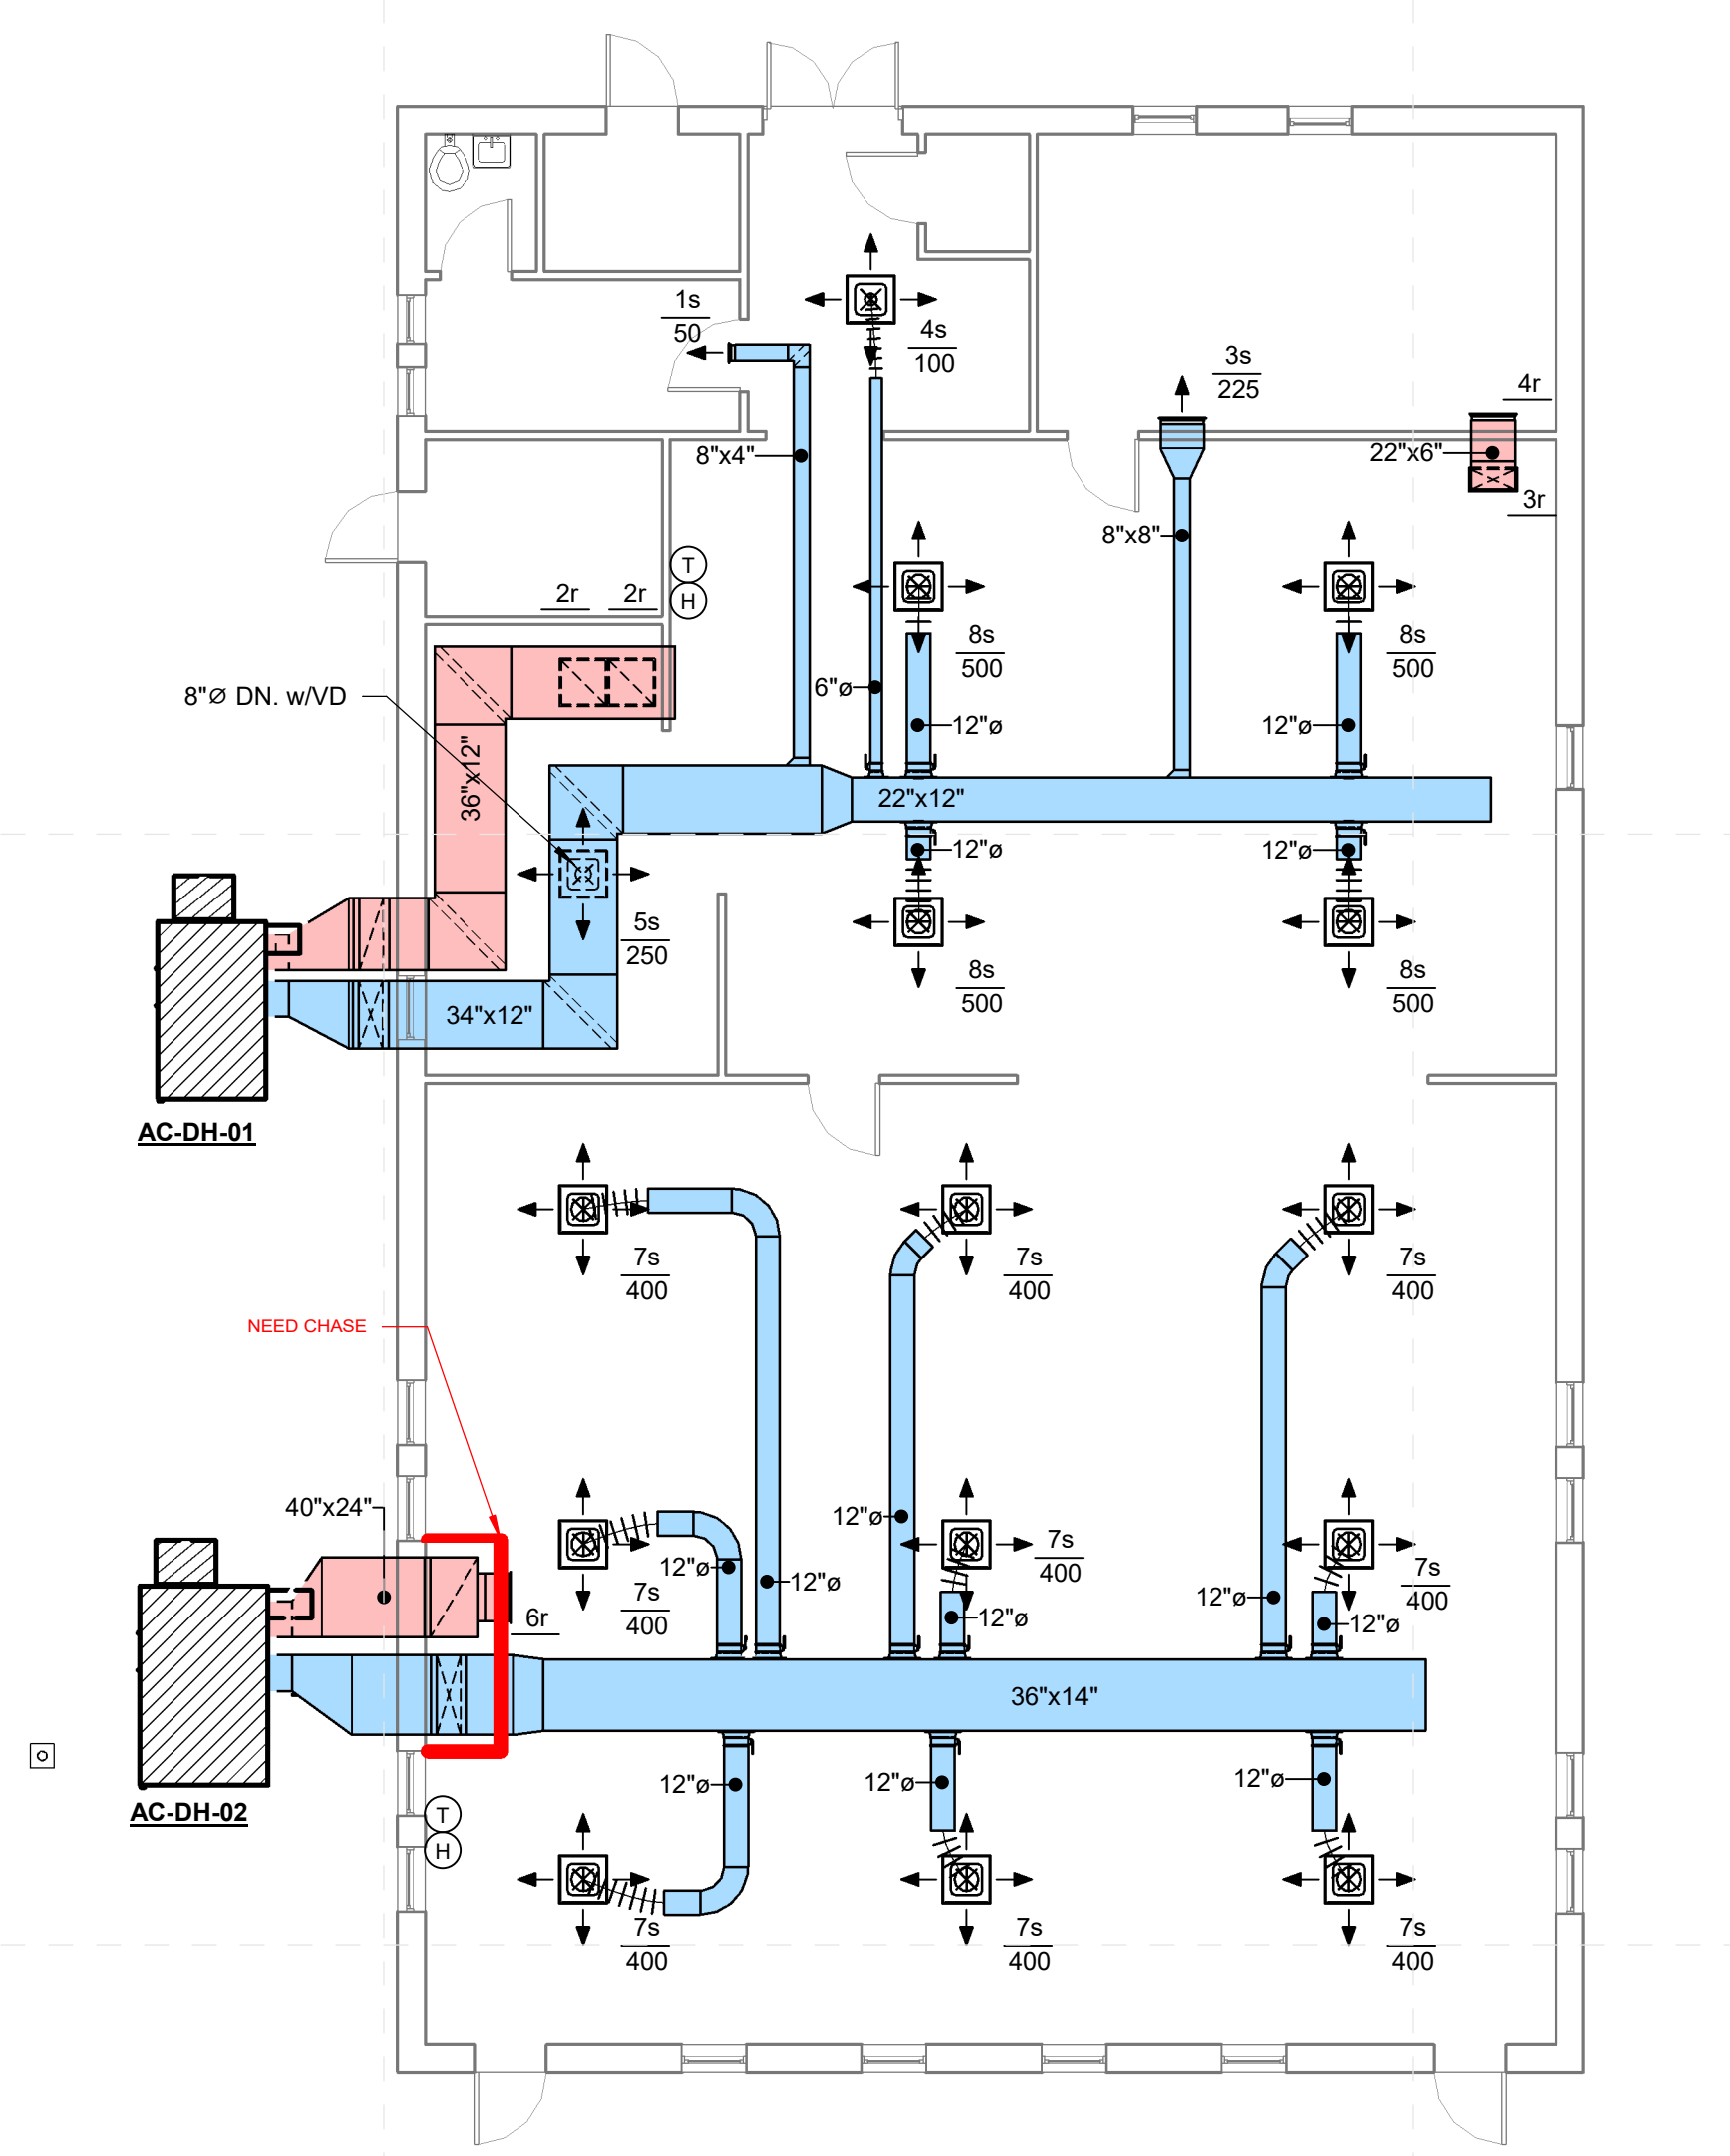 1s
50
4s
100
3s
225
4r
8"x4"
22"x6"
3r
8"x8"
T
H
2r
2r
8s
500
8s
500
8"Ø DN. w/VD
6"ø
12"ø
12"ø
36"x12"
22"x12"
12"ø
12"ø
5s
250
8s
500
8s
500
34"x12"
AC-DH-01
7s
400
7s
400
7s
400
NEED CHASE
40"x24"
12"ø
7s
400
12"ø
12"ø
7s
400
12"ø
7s
400
6r
12"ø
12"ø
36"x14"
12"ø
12"ø
12"ø
AC-DH-02
T
H
7s
400
7s
400
7s
400